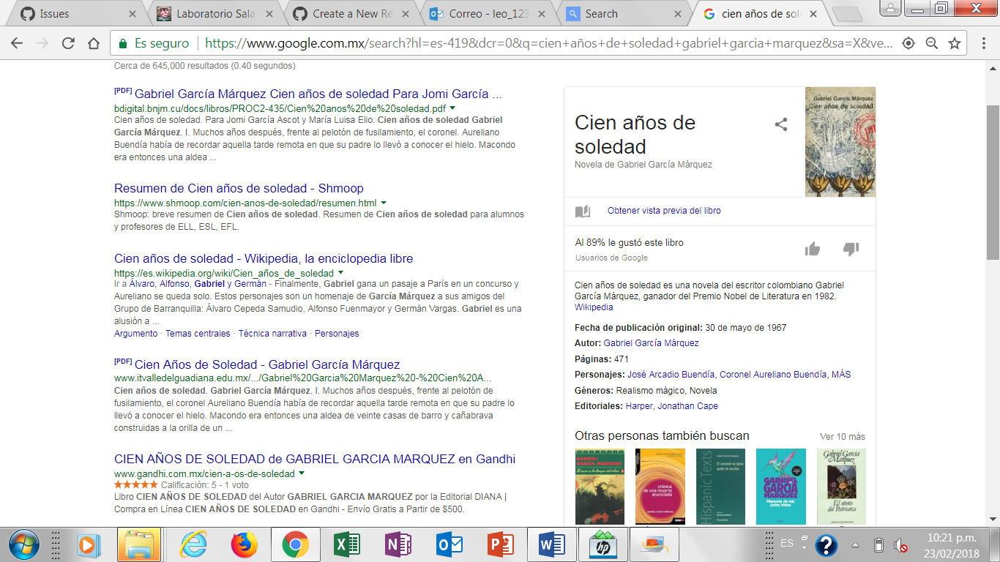 Issues
Laboratorio Sala
Create a New Re
Correo - leo_123
Search
cien años de sol
Es seguro
https://www.google.com.mx/search?hl=es-419&dcr=0&q=cien+años+de+soledad+gabriel+garcia+marquez&sa=X&ve...
Cerca de 645,000 resultados (0.40 segundos)
[PDF] Gabriel García Márquez Cien años de soledad Para Jomi García ...
bdigital.bnjm.cu/docs/libros/PROC2-435/Cien%20anos%20de%20soledad.pdf
Cien años de soledad. Para Jomi García Ascot y María Luisa Elio. Cien años de soledad Gabriel
García Márquez. I. Muchos años después, frente al pelotón de fusilamiento, el coronel. Aureliano
Buendía había de recordar aquella tarde remota en que su padre lo llevó a conocer el hielo. Macondo
era entonces una aldea ...
Resumen de Cien años de soledad - Shmoop
https://www.shmoop.com/cien-anos-de-soledad/resumen.html
Shmoop: breve resumen de Cien años de soledad. Resumen de Cien años de soledad para alumnos
y profesores de ELL, ESL, EFL.
Cien años de soledad - Wikipedia, la enciclopedia libre
https://es.wikipedia.org/wiki/Cien_años_de_soledad
Ir a Álvaro, Alfonso, Gabriel y Germán - Finalmente, Gabriel gana un pasaje a París en un concurso y
Aureliano se queda solo. Estos personajes son un homenaje de García Márquez a sus amigos del
Grupo de Barranquilla: Álvaro Cepeda Samudio, Alfonso Fuenmayor y Germán Vargas. Gabriel es una
alusión a ...
Argumento · Temas centrales · Técnica narrativa · Personajes
[PDF] Cien Años de Soledad - Gabriel García Márquez
www.itvalledelguadiana.edu.mx/.../Gabriel%20Garcia%20Marquez%20-%20Cien%20A...
Cien años de soledad. Gabriel García Márquez. I. Muchos años después, frente al pelotón de
fusilamiento, el coronel Aureliano Buendía había de recordar aquella tarde remota en que su padre lo
llevó a conocer el hielo. Macondo era entonces una aldea de veinte casas de barro y cañabrava
construidas a la orilla de un ...
CIEN AÑOS DE SOLEDAD de GABRIEL GARCIA MARQUEZ en Gandhi
www.gandhi.com.mx/cien-a-os-de-soledad
Calificación: 5 - 1 voto
Libro CIEN AÑOS DE SOLEDAD del Autor GABRIEL GARCIA MARQUEZ por la Editorial DIANA |
Compra en Línea CIEN AÑOS DE SOLEDAD en Gandhi - Envío Gratis a Partir de $500.
Cien años de
soledad
Novela de Gabriel García Márquez
Gabriel García Márquez
Cien años de soledad
Obtener vista previa del libro
Al 89% le gustó este libro
Usuarios de Google
Cien años de soledad es una novela del escritor colombiano Gabriel
García Márquez, ganador del Premio Nobel de Literatura en 1982.
Wikipedia
Fecha de publicación original: 30 de mayo de 1967
Autor: Gabriel García Márquez
Páginas: 471
Personajes: José Arcadio Buendía, Coronel Aureliano Buendía, MÁS
Géneros: Realismo mágico, Novela
Editoriales: Harper, Jonathan Cape
Otras personas también buscan
Ver 10 más
GABRIEL
GARCÍA MÁRQUEZ
crónica
de una muerte
anunciada
Hispanic Texts
El coronel no tiene
quien le escriba
GABRIEL
GARCÍA
MÁRQUEZ
Memoria de mis
putas tristes
Gabriel García
Márquez
El otoño
del Patriarca
ES
10:21 p.m.
23/02/2018